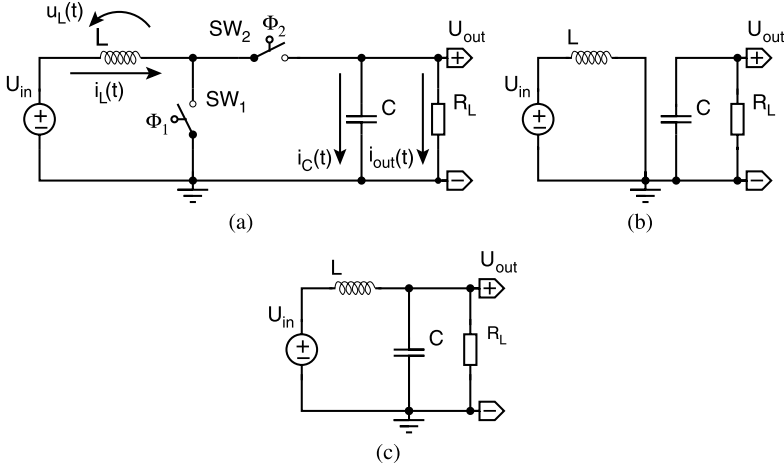 u_L(t)
L
SW_2
Φ_2
U_out
U_in
i_L(t)
SW_1
Φ_1
C
R_L
i_C(t)
i_out(t)
(a)
L
U_out
U_in
C
R_L
(b)
L
U_out
U_in
C
R_L
(c)